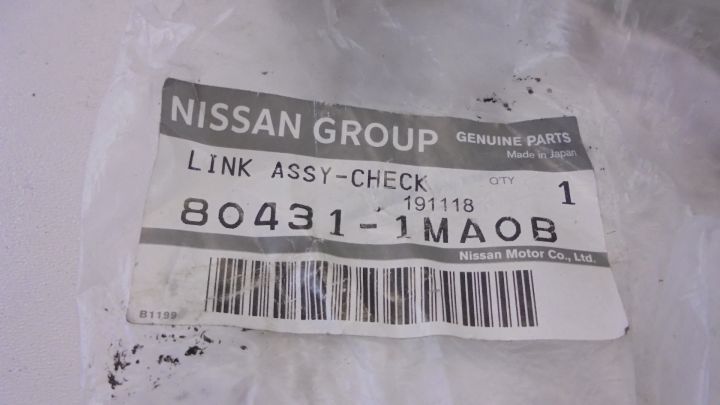 NISSAN GROUP GENUINE PARTS
Made in Japan
LINK ASSY-CHECK Q'TY 1
191118
80431-1MA0B
Nissan Motor Co., Ltd.
B1199